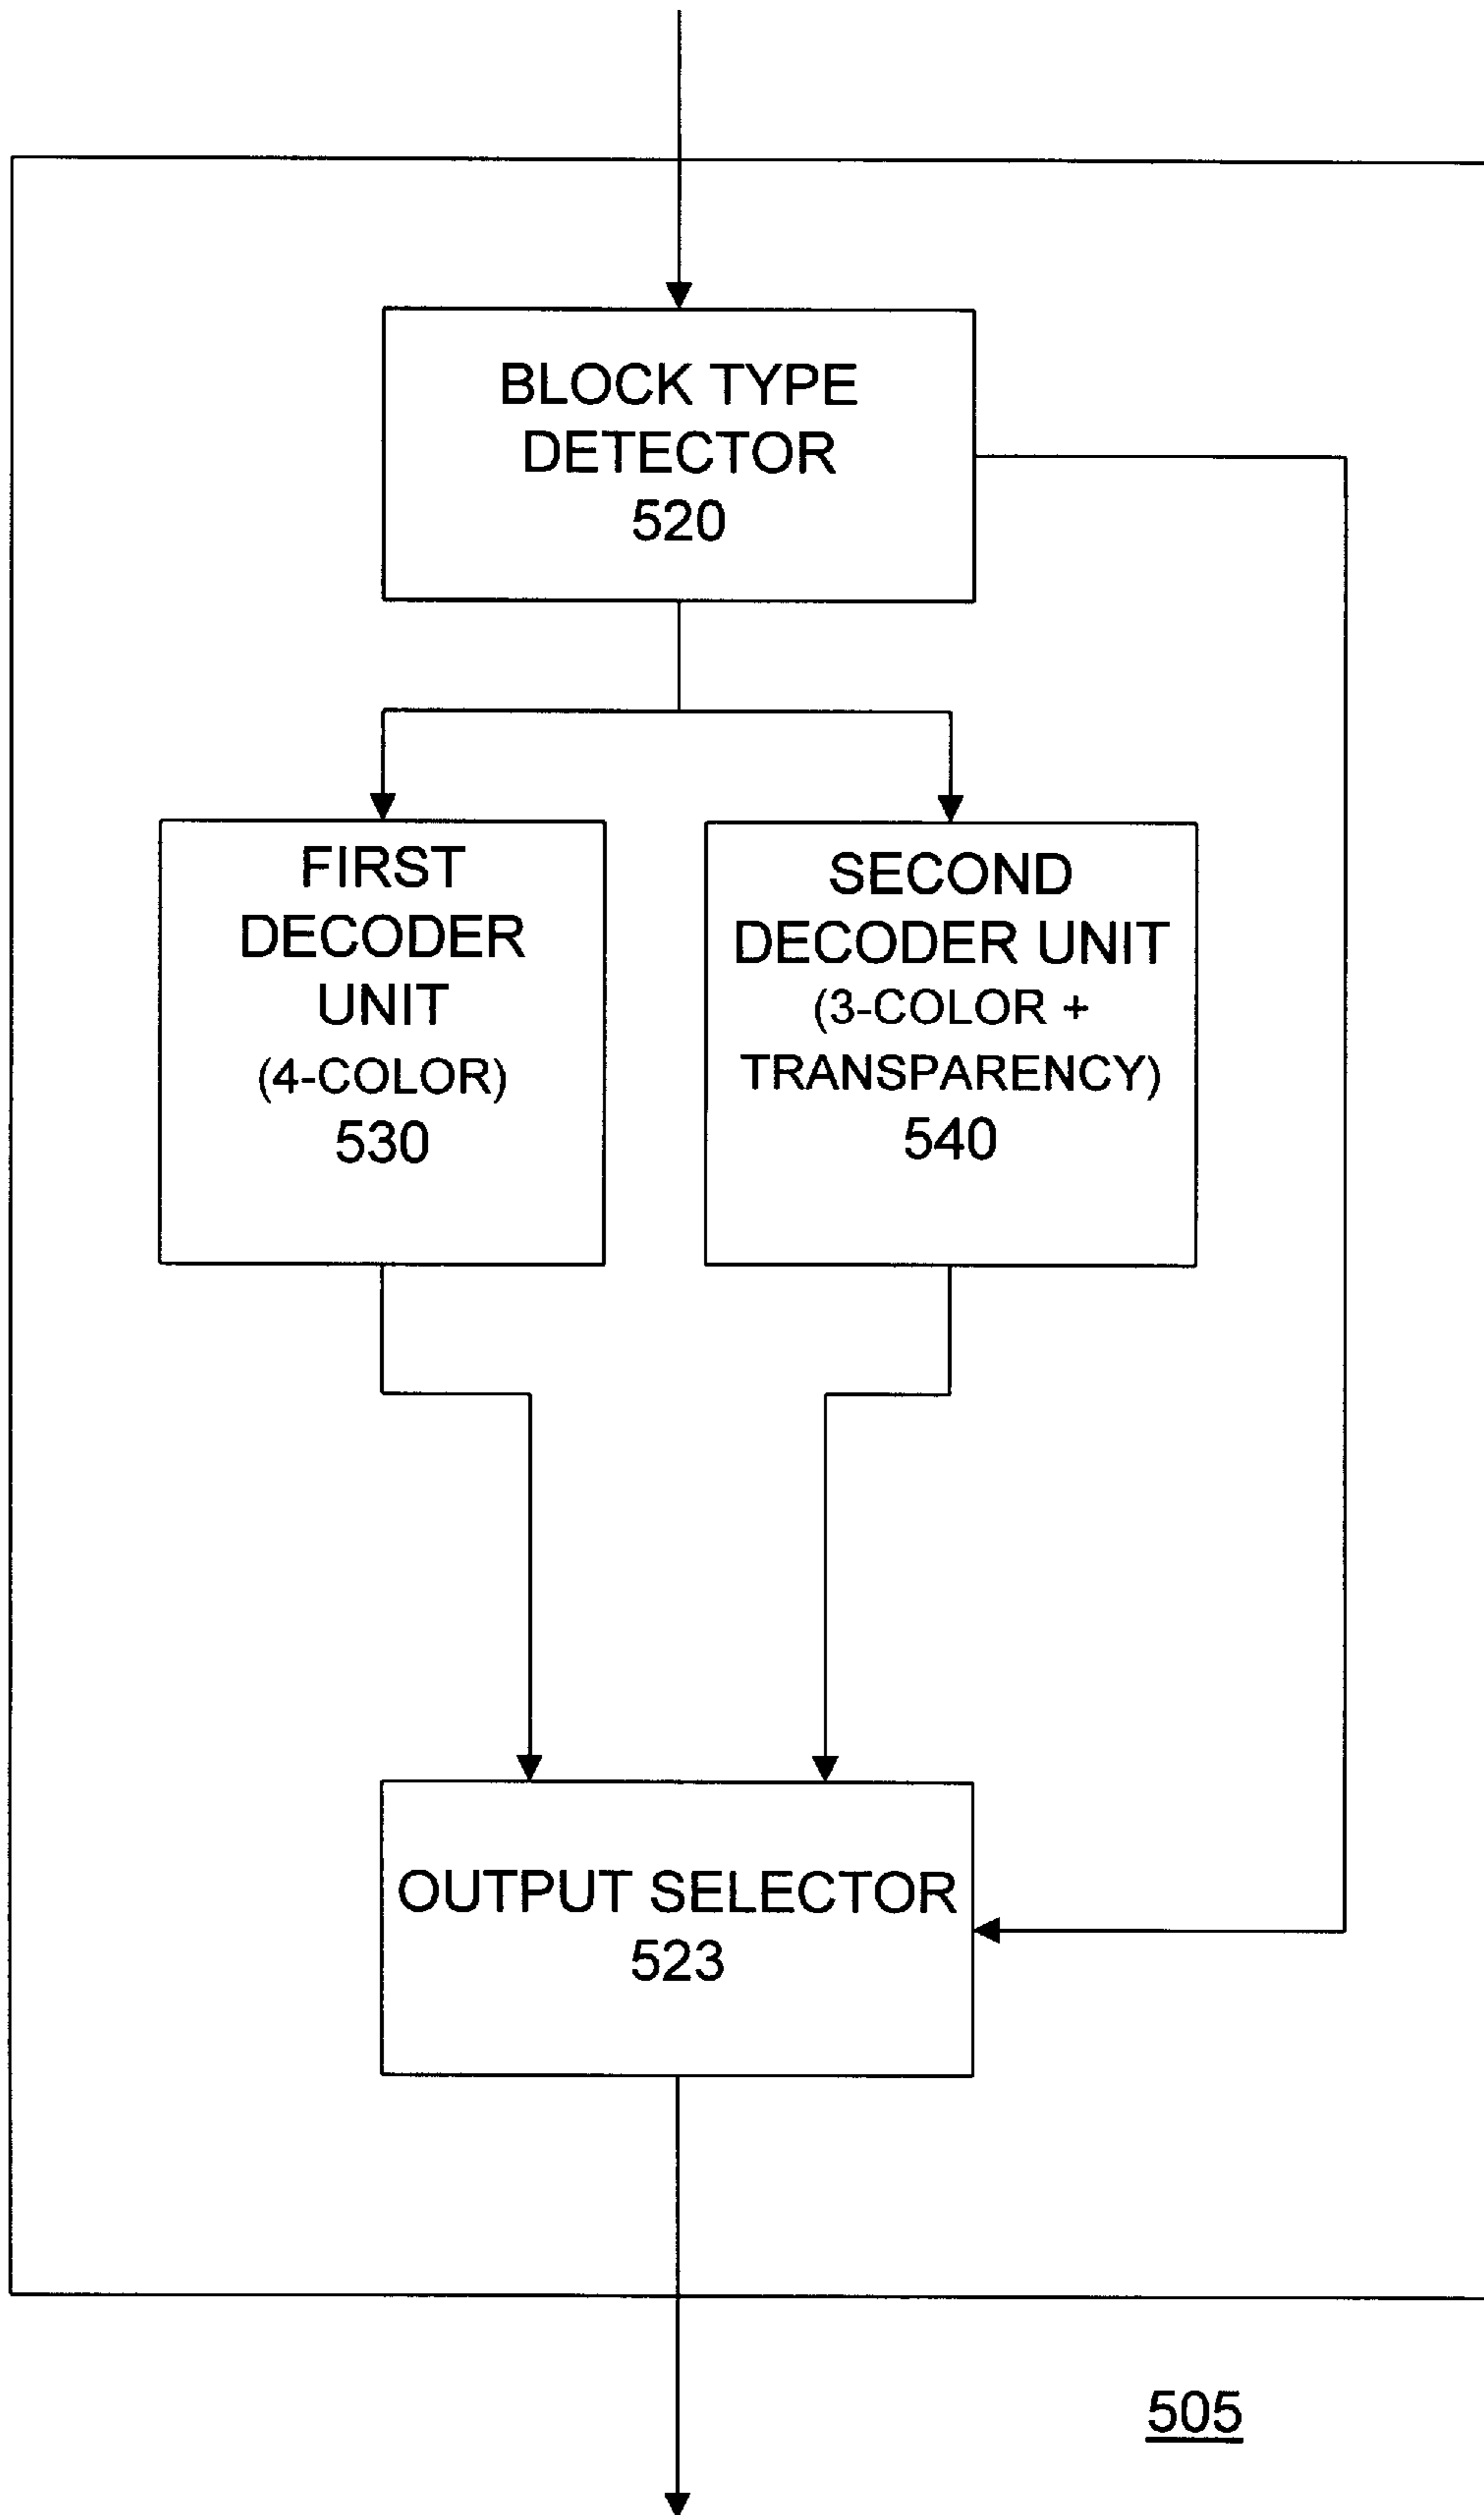 BLOCK TYPE
DETECTOR
520
FIRST
DECODER
UNIT
(4-COLOR)
530
SECOND
DECODER UNIT
(3-COLOR +
TRANSPARENCY)
540
OUTPUT SELECTOR
523
505